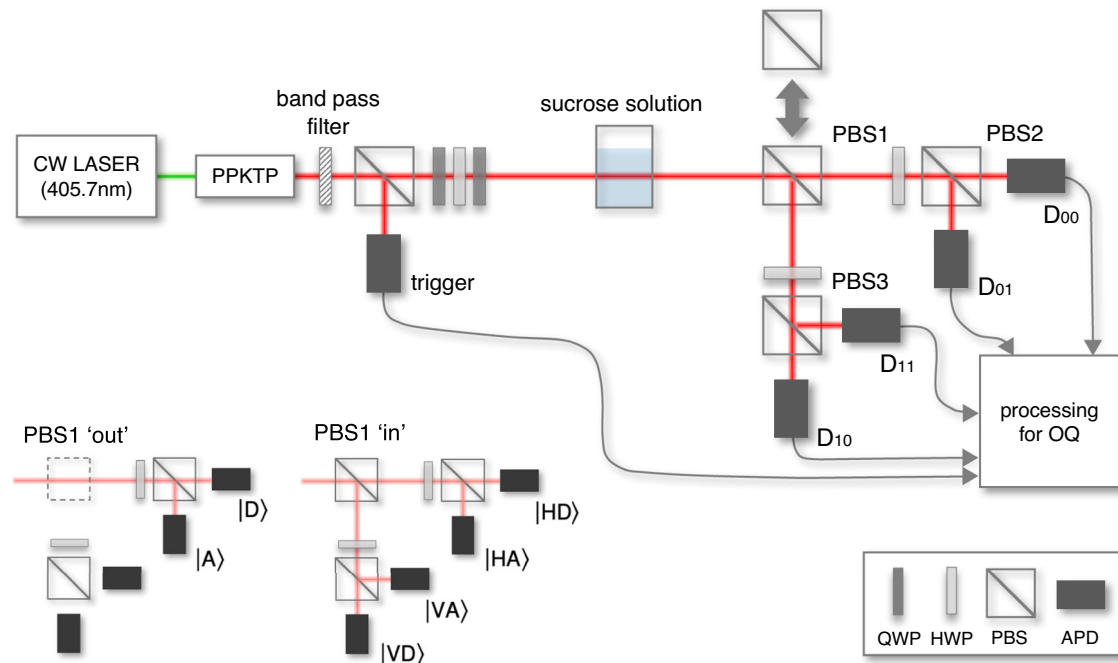 band pass
filter
sucrose solution
CW LASER
(405.7nm)
PPKTP
PBS1
PBS2
D00
D01
trigger
PBS3
D11
D10
processing
for OQ
PBS1 ‘out’
|D⟩
|A⟩
PBS1 ‘in’
|HD⟩
|HA⟩
|VA⟩
|VD⟩
QWP HWP PBS APD